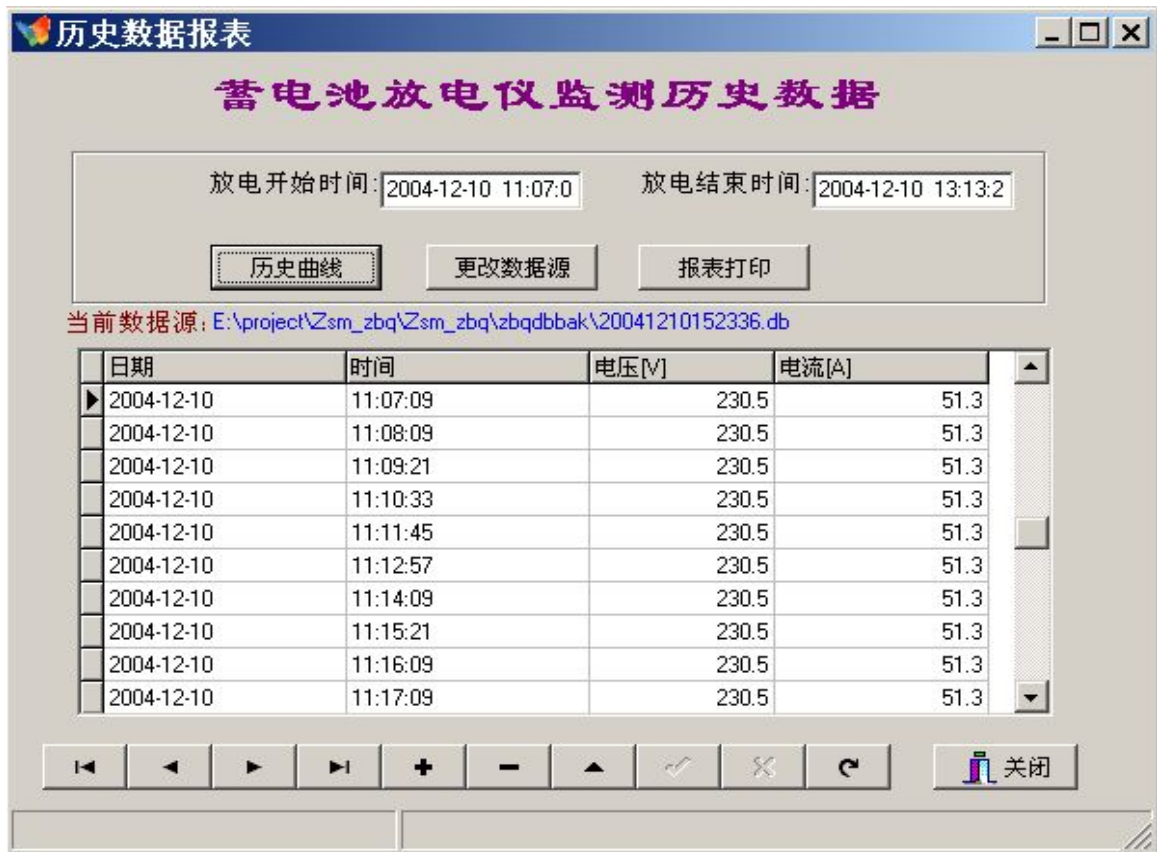 历史数据报表
蓄电池放电仪监测历史数据
放电开始时间: 2004-12-10 11:07:0 放电结束时间: 2004-12-10 13:13:2
历史曲线 更改数据源 报表打印
当前数据源: E:\project\Zsm_zbq\Zsm_zbq\zbqdbbak\20041210152336.db
日期 时间 电压[V] 电流[A]
2004-12-10 11:07:09 230.5 51.3
2004-12-10 11:08:09 230.5 51.3
2004-12-10 11:09:21 230.5 51.3
2004-12-10 11:10:33 230.5 51.3
2004-12-10 11:11:45 230.5 51.3
2004-12-10 11:12:57 230.5 51.3
2004-12-10 11:14:09 230.5 51.3
2004-12-10 11:15:21 230.5 51.3
2004-12-10 11:16:09 230.5 51.3
2004-12-10 11:17:09 230.5 51.3
关闭